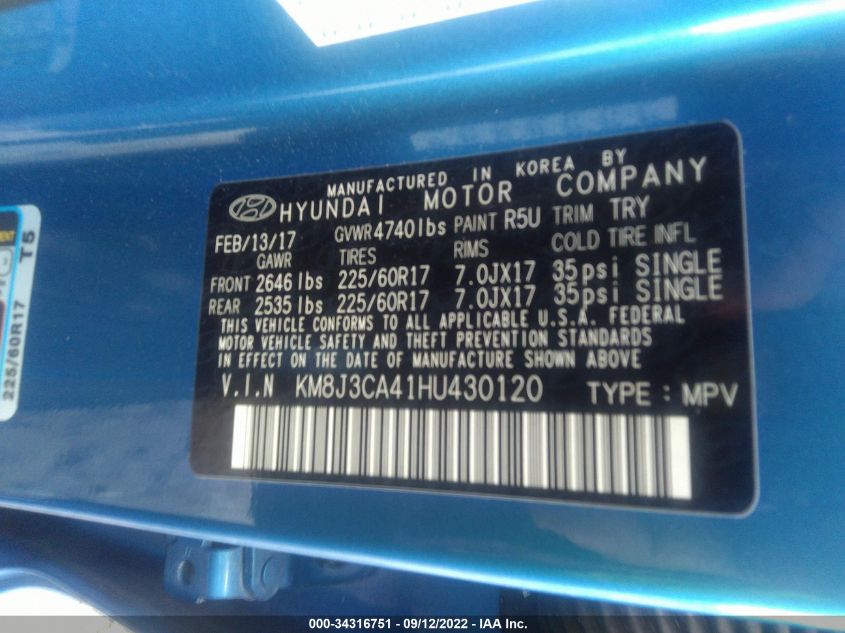 MANUFACTURED IN KOREA BY
HYUNDAI MOTOR COMPANY
FEB/13/17 GVWR 4740 lbs PAINT R5U TRIM TRY
GAWR TIRES RIMS COLD TIRE INFL
FRONT 2646 lbs 225/60R17 7.0JX17 35psi SINGLE
REAR 2535 lbs 225/60R17 7.0JX17 35psi SINGLE
THIS VEHICLE CONFORMS TO ALL APPLICABLE U.S.A. FEDERAL
MOTOR VEHICLE SAFETY AND THEFT PREVENTION STANDARDS
IN EFFECT ON THE DATE OF MANUFACTURE SHOWN ABOVE
V.I.N KM8J3CA41HU430120 TYPE : MPV
225/60R17 T5
000-34316751 - 09/12/2022 - IAA Inc.